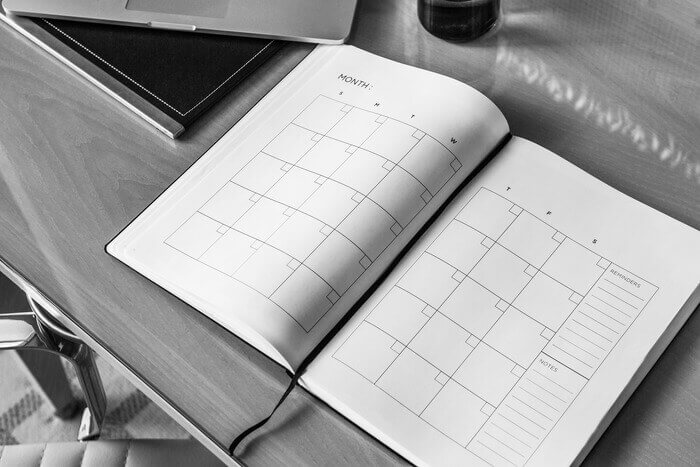 MONTH:
S M T W
T F S
REMINDERS
NOTES: